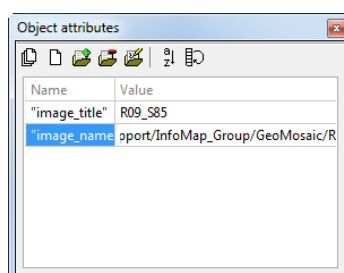 Object attributes
Name Value
"image_title" R09_S85
"image_name pport/InfoMap_Group/GeoMosaic/R